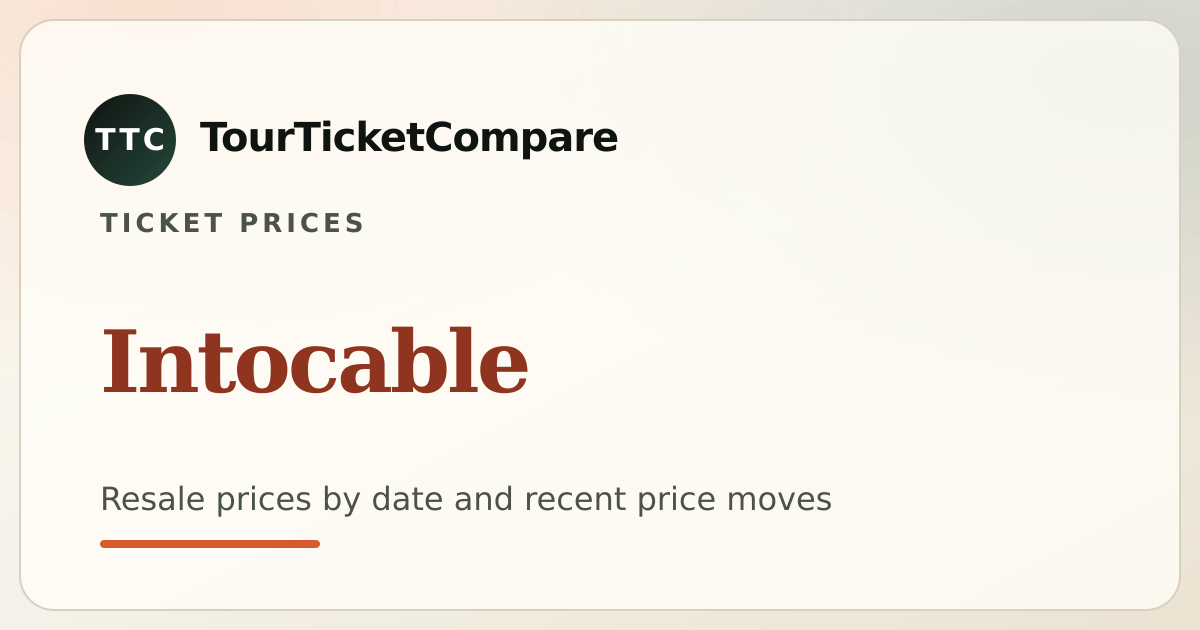 TTC TourTicketCompare
TICKET PRICES
Intocable
Resale prices by date and recent price moves